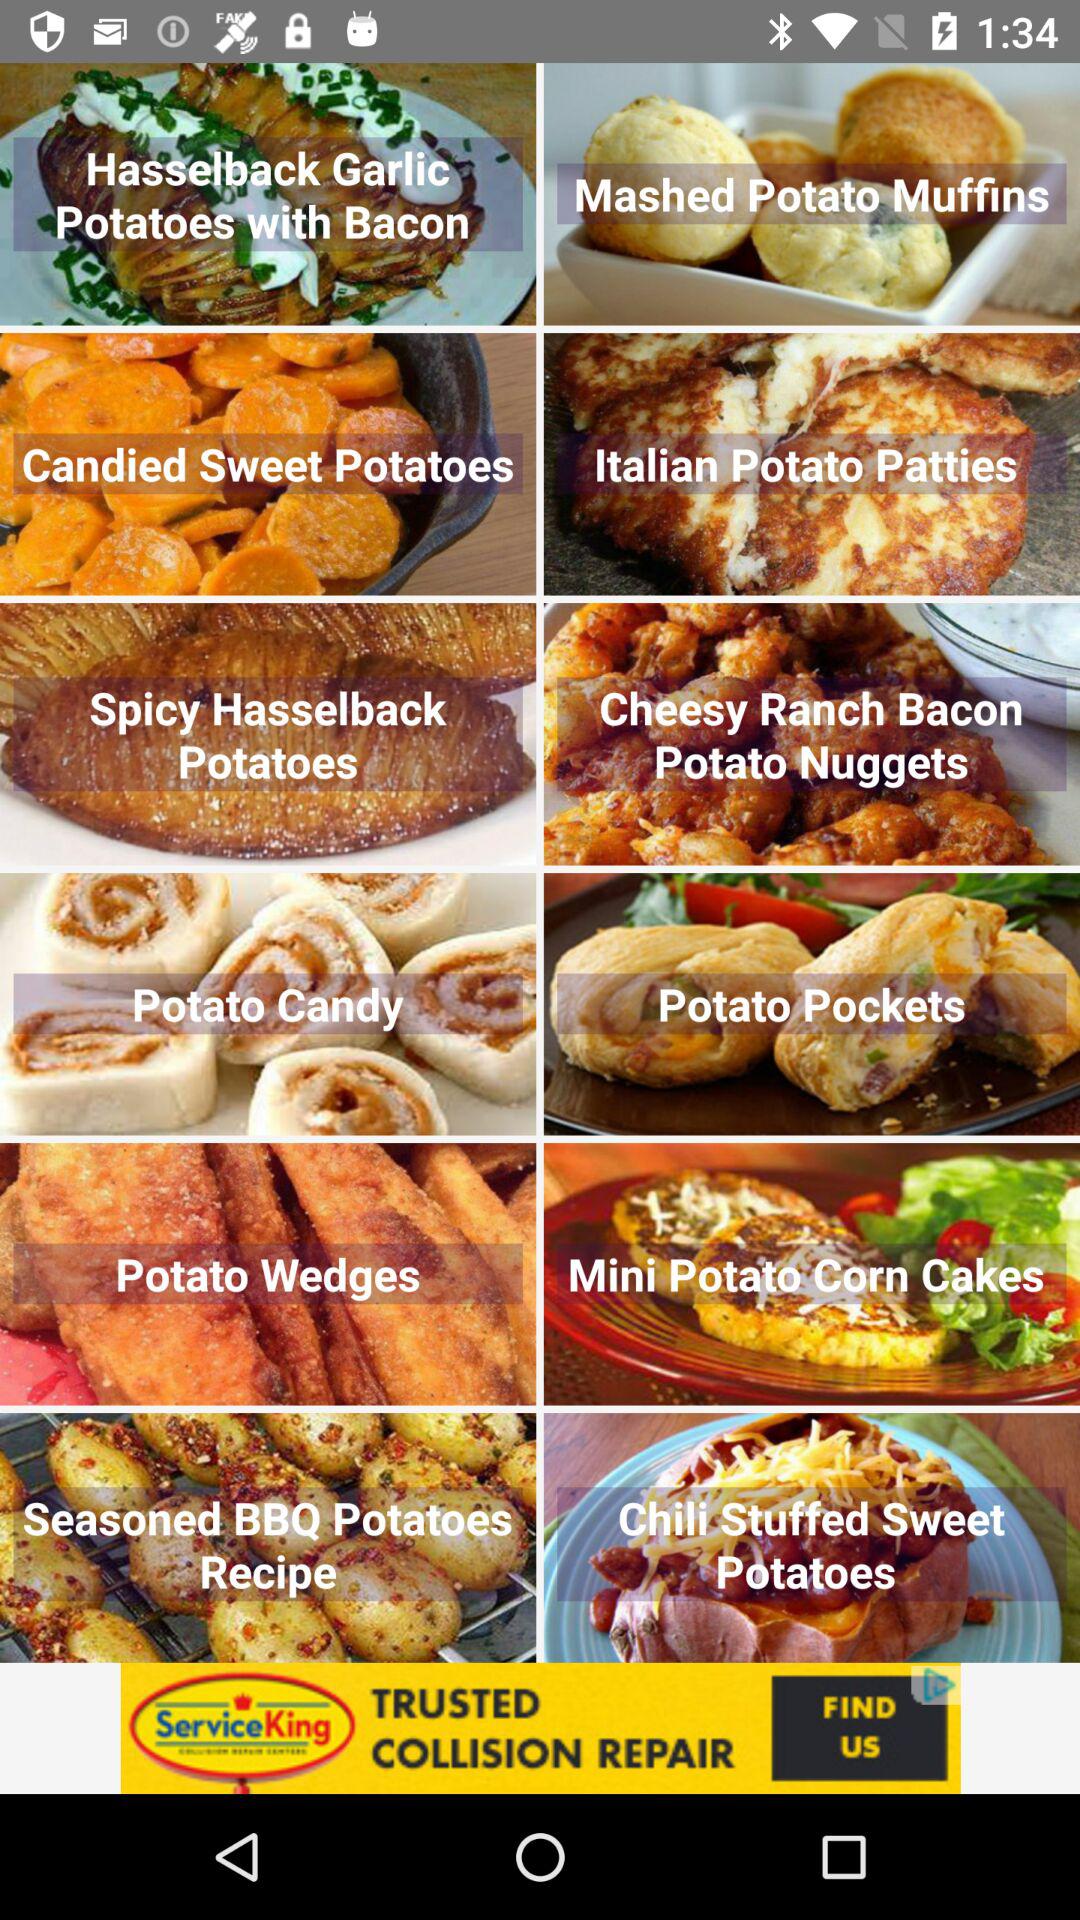 FAKE
1:34
Hasselback Garlic
Potatoes with Bacon
Mashed Potato Muffins
Candied Sweet Potatoes
Italian Potato Patties
Spicy Hasselback
Potatoes
Cheesy Ranch Bacon
Potato Nuggets
Potato Candy
Potato Pockets
Potato Wedges
Mini Potato Corn Cakes
Seasoned BBQ Potatoes
Recipe
Chili Stuffed Sweet
Potatoes
ServiceKing
COLLISION REPAIR CENTERS
TRUSTED
COLLISION REPAIR
FIND
US